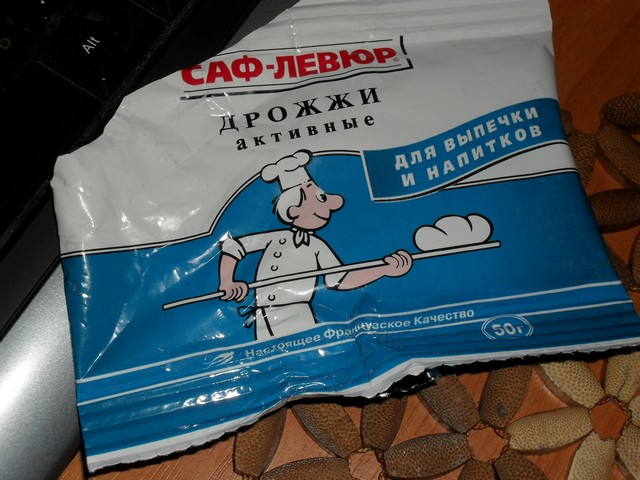 Alt
САФ-ЛЕВЮР®
ДРОЖЖИ
активные
ДЛЯ ВЫПЕЧКИ
И НАПИТКОВ
Настоящее Французское Качество
50г